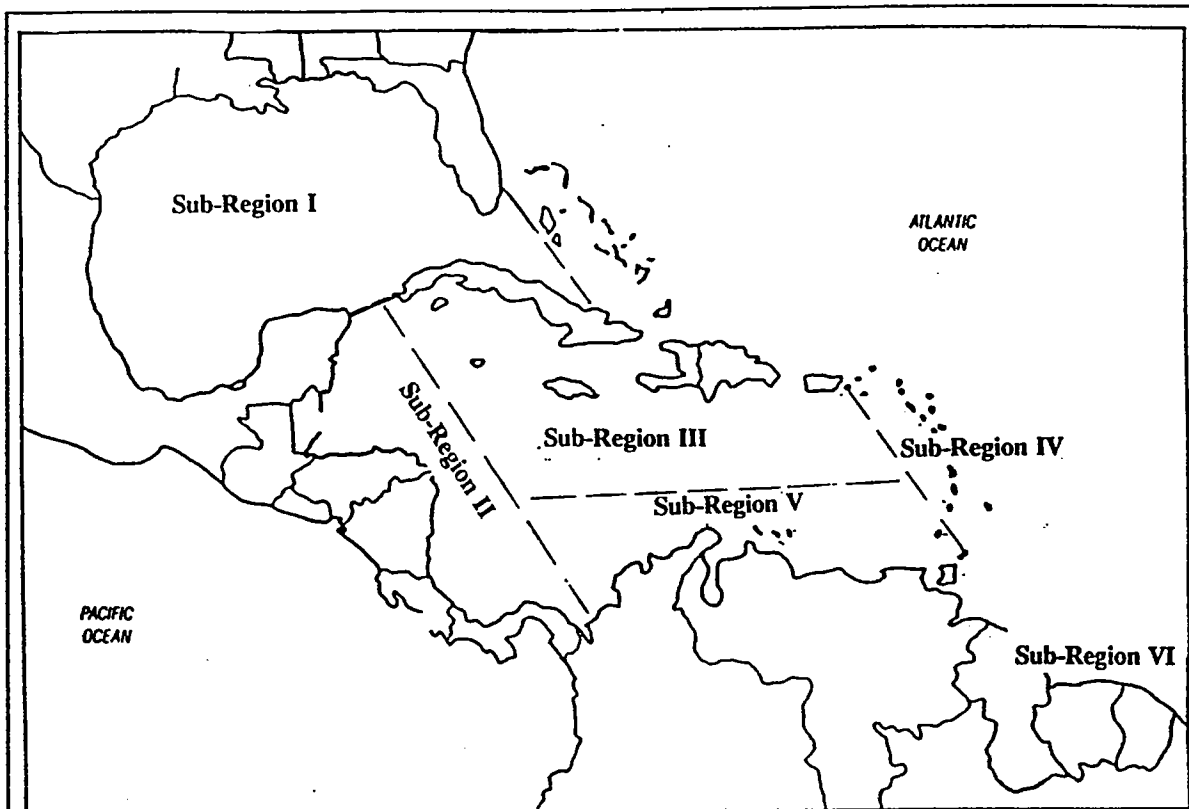 Sub-Region I
ATLANTIC
OCEAN
Sub-Region II
Sub-Region III
Sub-Region IV
Sub-Region V
PACIFIC
OCEAN
Sub-Region VI